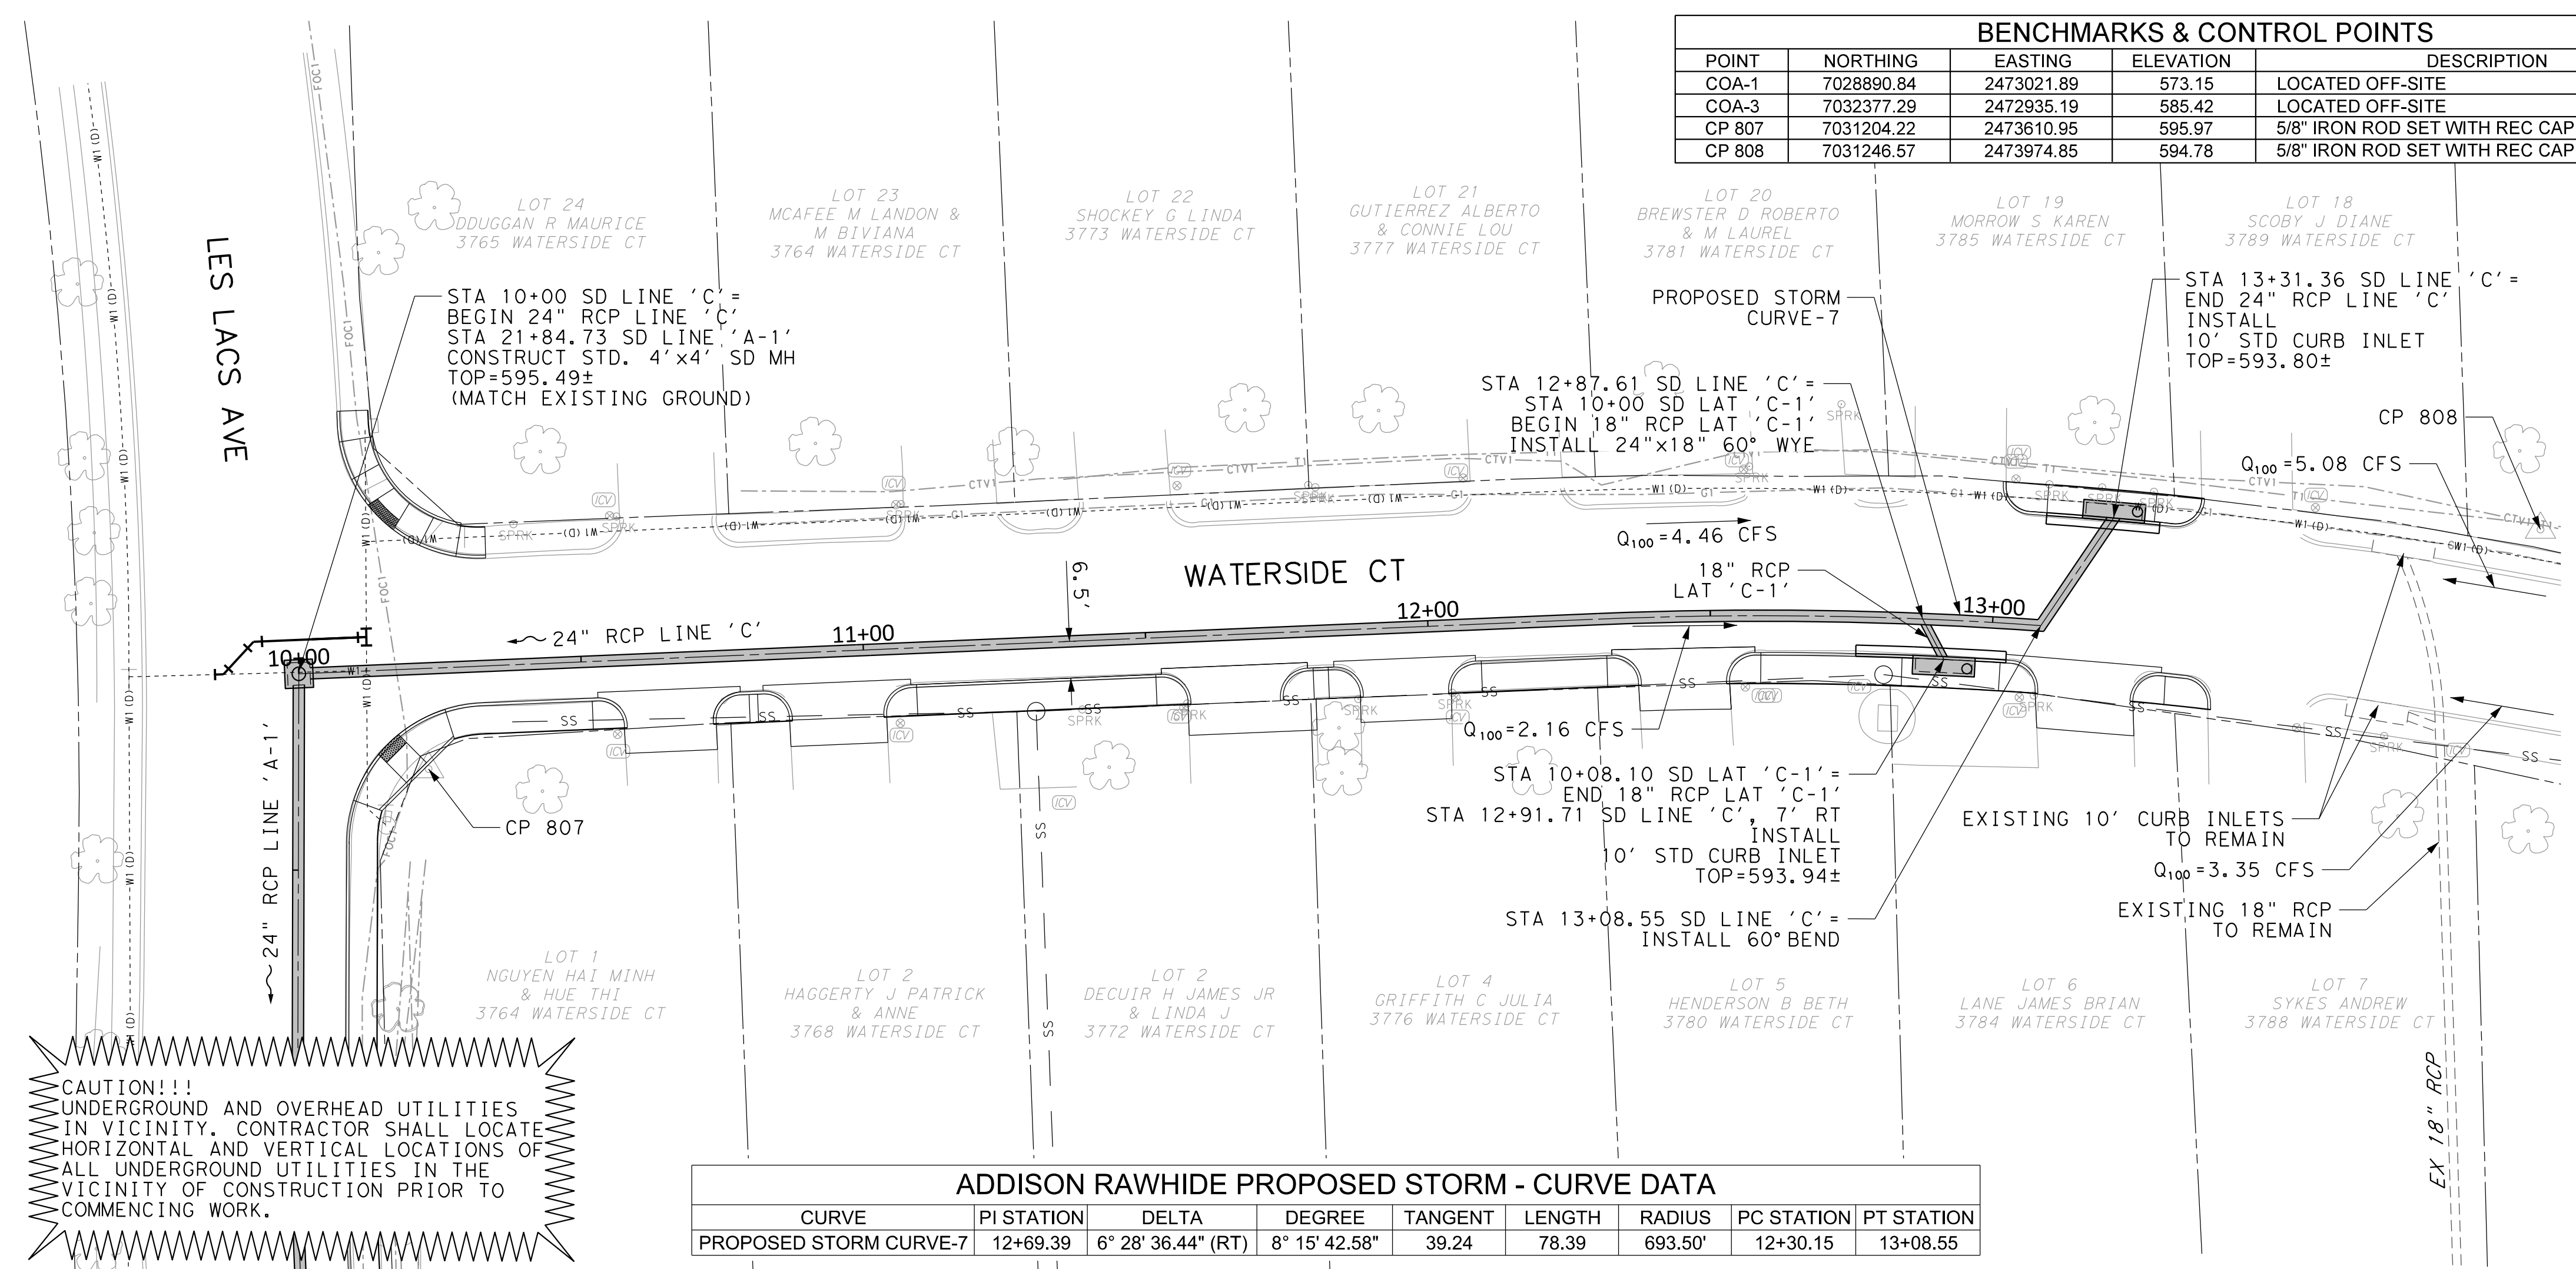 BENCHMARKS & CONTROL POINTS
POINT NORTHING EASTING ELEVATION DESCRIPTION
COA-1 7028890.84 2473021.89 573.15 LOCATED OFF-SITE
COA-3 7032377.29 2472935.19 585.42 LOCATED OFF-SITE
CP 807 7031204.22 2473610.95 595.97 5/8" IRON ROD SET WITH REC CAP
CP 808 7031246.57 2473974.85 594.78 5/8" IRON ROD SET WITH REC CAP
LOT 24
DDUGGAN R MAURICE
3765 WATERSIDE CT
LOT 23
MCAFEE M LANDON &
M BIVIANA
3764 WATERSIDE CT
LOT 22
SHOCKEY G LINDA
3773 WATERSIDE CT
LOT 21
GUTIERREZ ALBERTO
& CONNIE LOU
3777 WATERSIDE CT
LOT 20
BREWSTER D ROBERTO
& M LAUREL
3781 WATERSIDE CT
LOT 19
MORROW S KAREN
3785 WATERSIDE CT
LOT 18
SCOBY J DIANE
3789 WATERSIDE CT
LES LACS AVE
STA 10+00 SD LINE 'C'=
BEGIN 24" RCP LINE 'C'
STA 21+84.73 SD LINE 'A-1'
CONSTRUCT STD. 4'x4' SD MH
TOP=595.49±
(MATCH EXISTING GROUND)
PROPOSED STORM
CURVE-7
STA 13+31.36 SD LINE 'C'=
END 24" RCP LINE 'C'
INSTALL
10' STD CURB INLET
TOP=593.80±
STA 12+87.61 SD LINE 'C'=
STA 10+00 SD LAT 'C-1'
BEGIN 18" RCP LAT 'C-1'
INSTALL 24"x18" 60° WYE
CP 808
Q100=5.08 CFS
Q100=4.46 CFS
WATERSIDE CT
6.5'
18" RCP
LAT 'C-1'
10+00
24" RCP LINE 'C'
11+00
12+00
13+00
24" RCP LINE 'A-1'
CP 807
Q100=2.16 CFS
STA 10+08.10 SD LAT 'C-1'=
END 18" RCP LAT 'C-1'
STA 12+91.71 SD LINE 'C', 7' RT
INSTALL
10' STD CURB INLET
TOP=593.94±
STA 13+08.55 SD LINE 'C'=
INSTALL 60° BEND
EXISTING 10' CURB INLETS
TO REMAIN
Q100=3.35 CFS
EXISTING 18" RCP
TO REMAIN
EX 18" RCP
LOT 1
NGUYEN HAI MINH
& HUE THI
3764 WATERSIDE CT
LOT 2
HAGGERTY J PATRICK
& ANNE
3768 WATERSIDE CT
LOT 2
DECUIR H JAMES JR
& LINDA J
3772 WATERSIDE CT
LOT 4
GRIFFITH C JULIA
3776 WATERSIDE CT
LOT 5
HENDERSON B BETH
3780 WATERSIDE CT
LOT 6
LANE JAMES BRIAN
3784 WATERSIDE CT
LOT 7
SYKES ANDREW
3788 WATERSIDE CT
CAUTION!!!
UNDERGROUND AND OVERHEAD UTILITIES
IN VICINITY. CONTRACTOR SHALL LOCATE
HORIZONTAL AND VERTICAL LOCATIONS OF
ALL UNDERGROUND UTILITIES IN THE
VICINITY OF CONSTRUCTION PRIOR TO
COMMENCING WORK.
ADDISON RAWHIDE PROPOSED STORM - CURVE DATA
CURVE PI STATION DELTA DEGREE TANGENT LENGTH RADIUS PC STATION PT STATION
PROPOSED STORM CURVE-7 12+69.39 6° 28' 36.44" (RT) 8° 15' 42.58" 39.24 78.39 693.50' 12+30.15 13+08.55